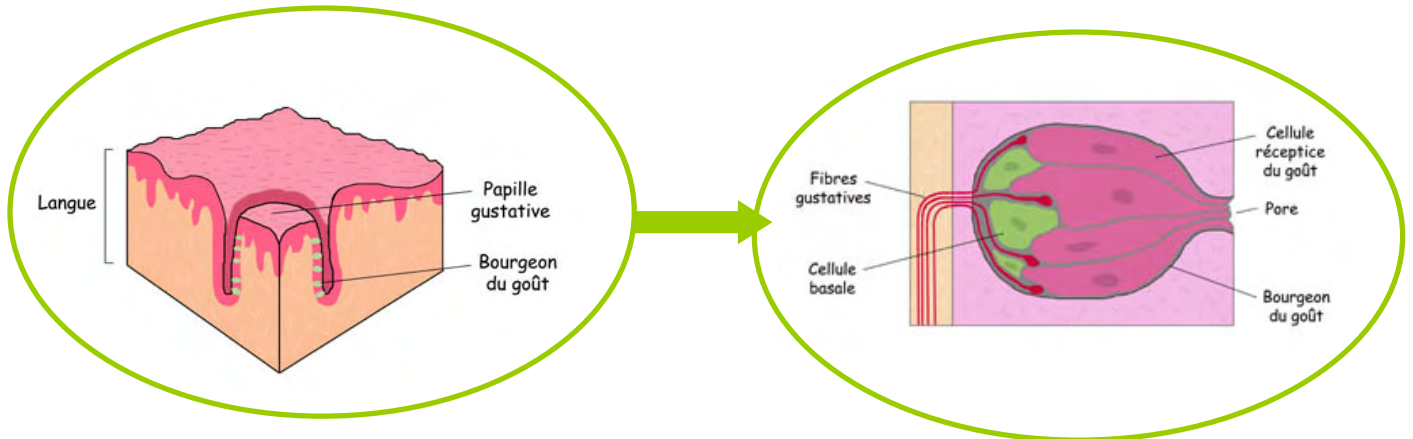 Langue
Papille
gustative
Bourgeon
du goût
Fibres
gustatives
Cellule
basale
Cellule
réceptice
du goût
Pore
Bourgeon
du goût